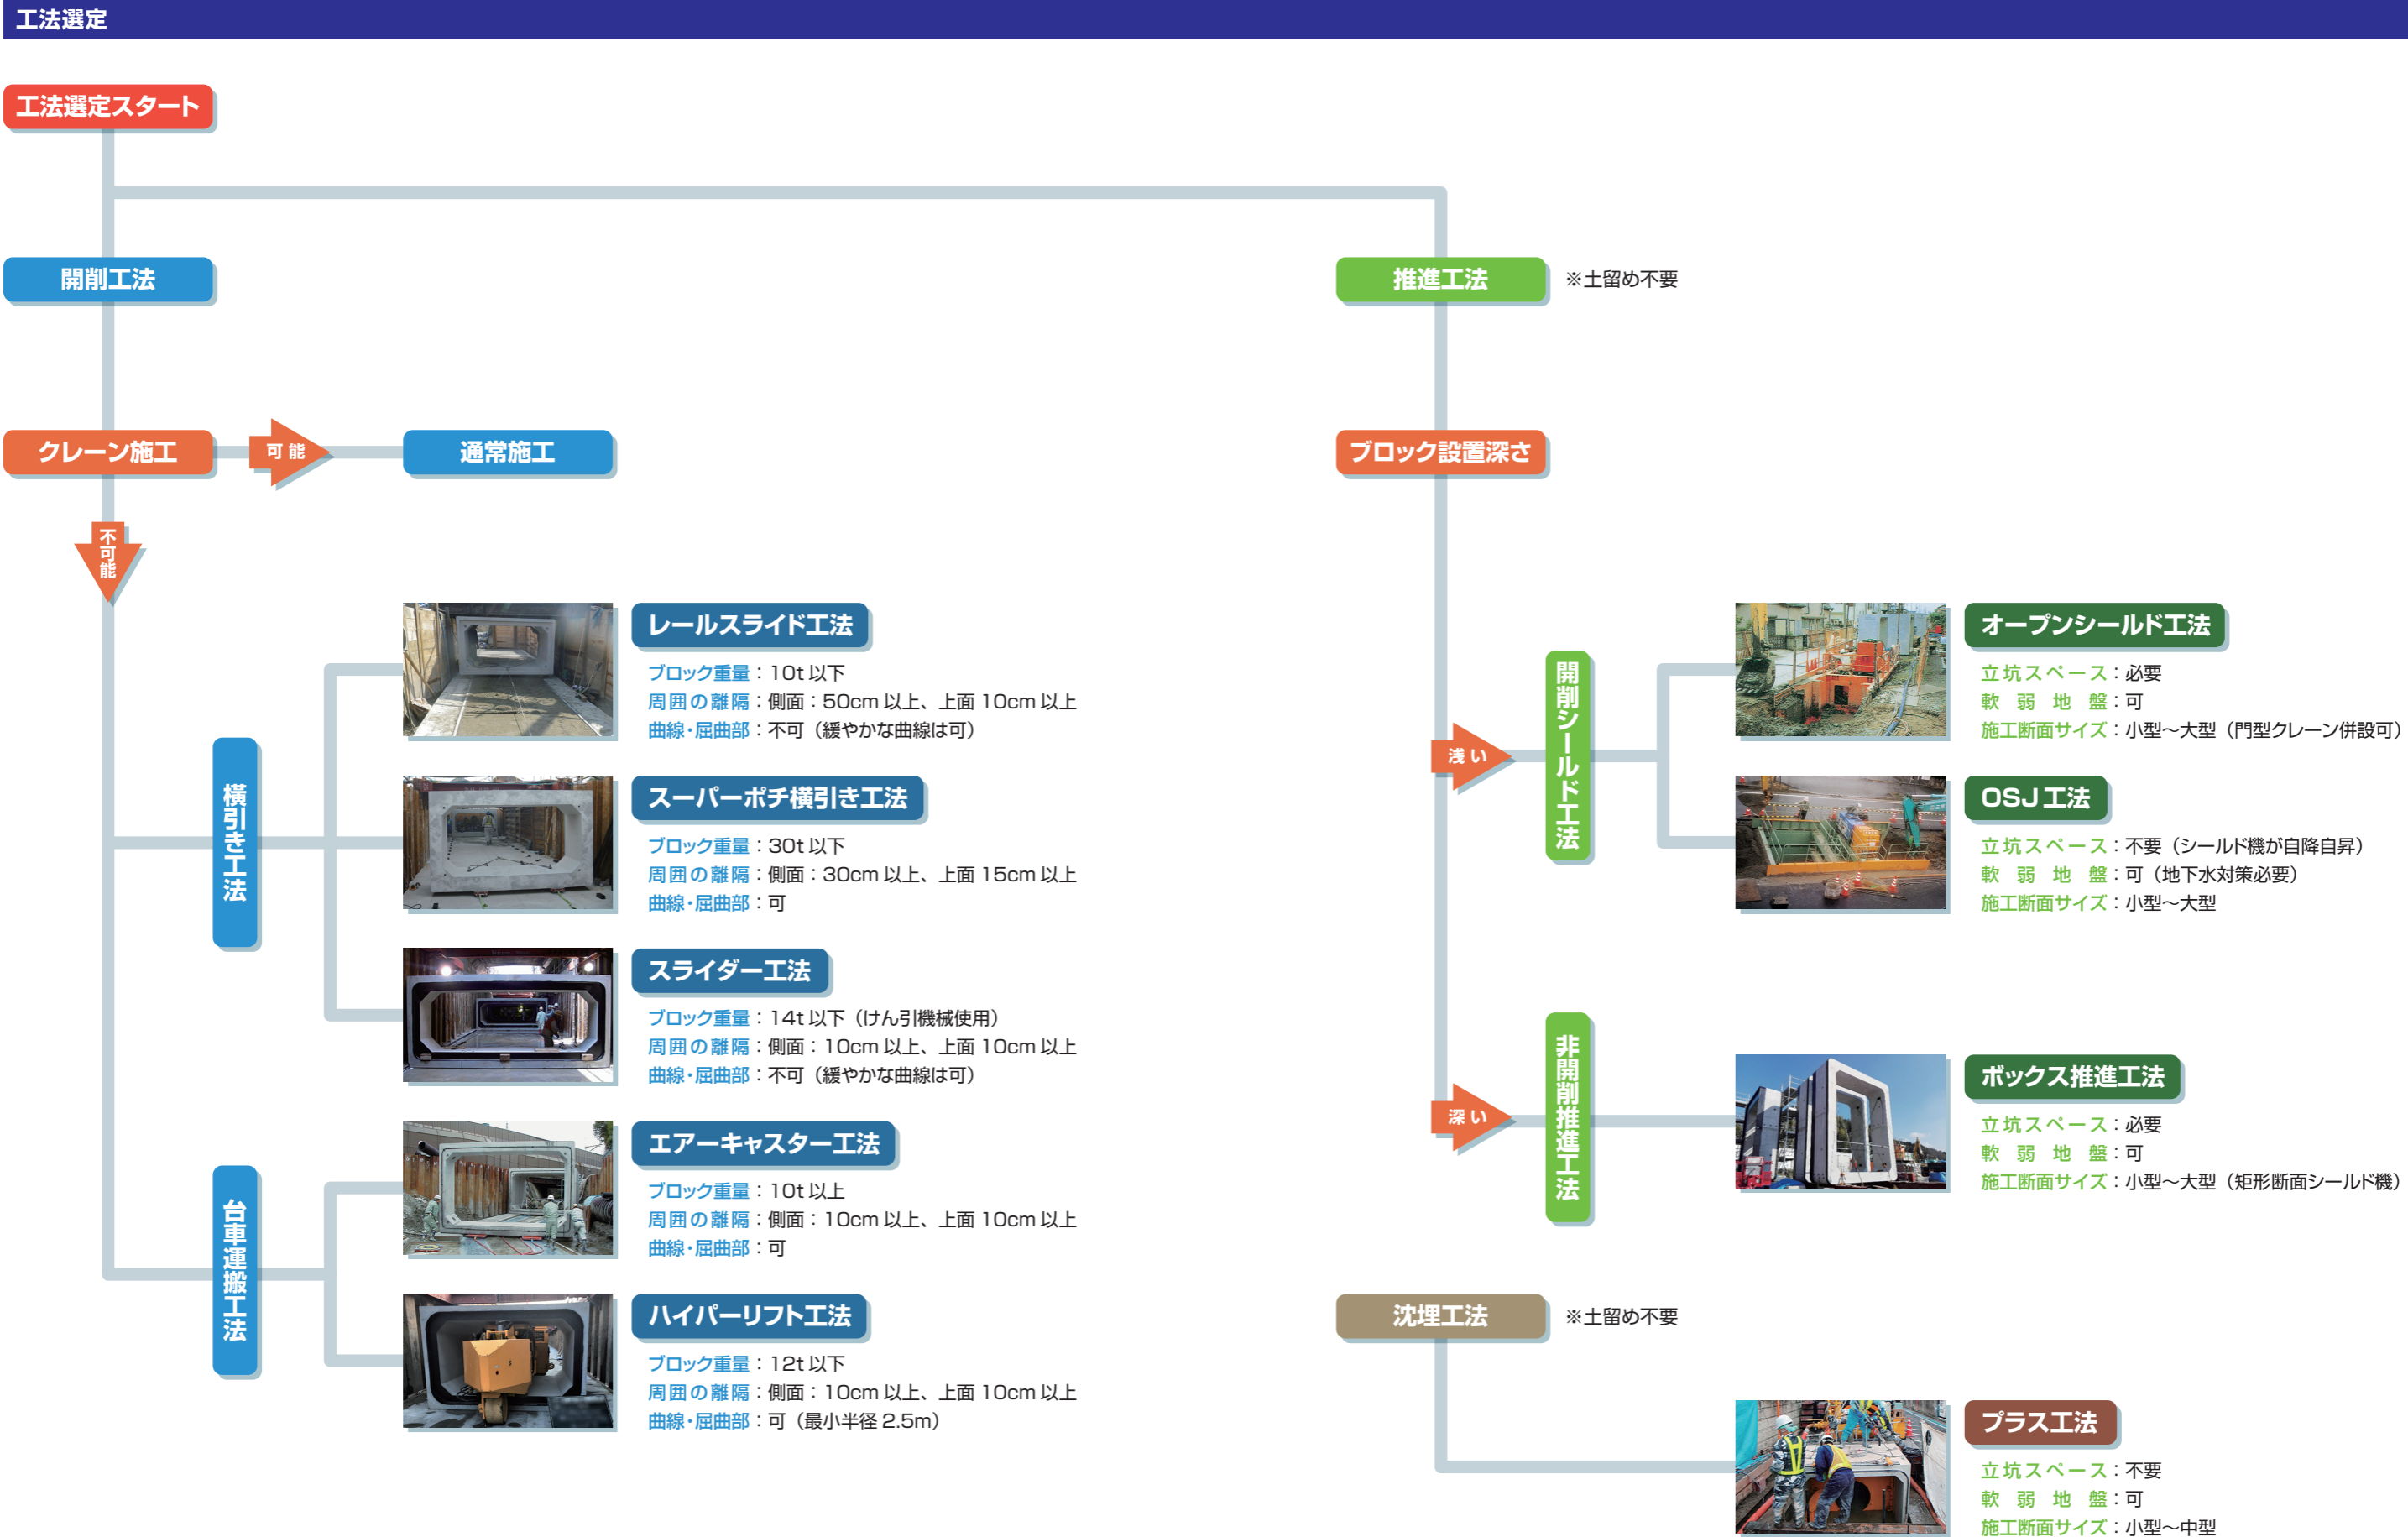 工法選定
工法選定スタート
開削工法
クレーン施工
可能
通常施工
不可能
横引き工法
レールスライド工法
ブロック重量：10t 以下
周囲の離隔：側面：50cm 以上、上面 10cm 以上
曲線・屈曲部：不可（緩やかな曲線は可）
スーパーポチ横引き工法
ブロック重量：30t 以下
周囲の離隔：側面：30cm 以上、上面 15cm 以上
曲線・屈曲部：可
スライダー工法
ブロック重量：14t 以下（けん引機械使用）
周囲の離隔：側面：10cm 以上、上面 10cm 以上
曲線・屈曲部：不可（緩やかな曲線は可）
台車運搬工法
エアーキャスター工法
ブロック重量：10t 以上
周囲の離隔：側面：10cm 以上、上面 10cm 以上
曲線・屈曲部：可
ハイパーリフト工法
ブロック重量：12t 以下
周囲の離隔：側面：10cm 以上、上面 10cm 以上
曲線・屈曲部：可（最小半径 2.5m）
推進工法
※土留め不要
ブロック設置深さ
浅い
開削シールド工法
オープンシールド工法
立坑スペース：必要
軟弱地盤：可
施工断面サイズ：小型～大型（門型クレーン併設可）
OSJ 工法
立坑スペース：不要（シールド機が自降自昇）
軟弱地盤：可（地下水対策必要）
施工断面サイズ：小型～大型
深い
非開削推進工法
ボックス推進工法
立坑スペース：必要
軟弱地盤：可
施工断面サイズ：小型～大型（矩形断面シールド機）
沈埋工法
※土留め不要
プラス工法
立坑スペース：不要
軟弱地盤：可
施工断面サイズ：小型～中型